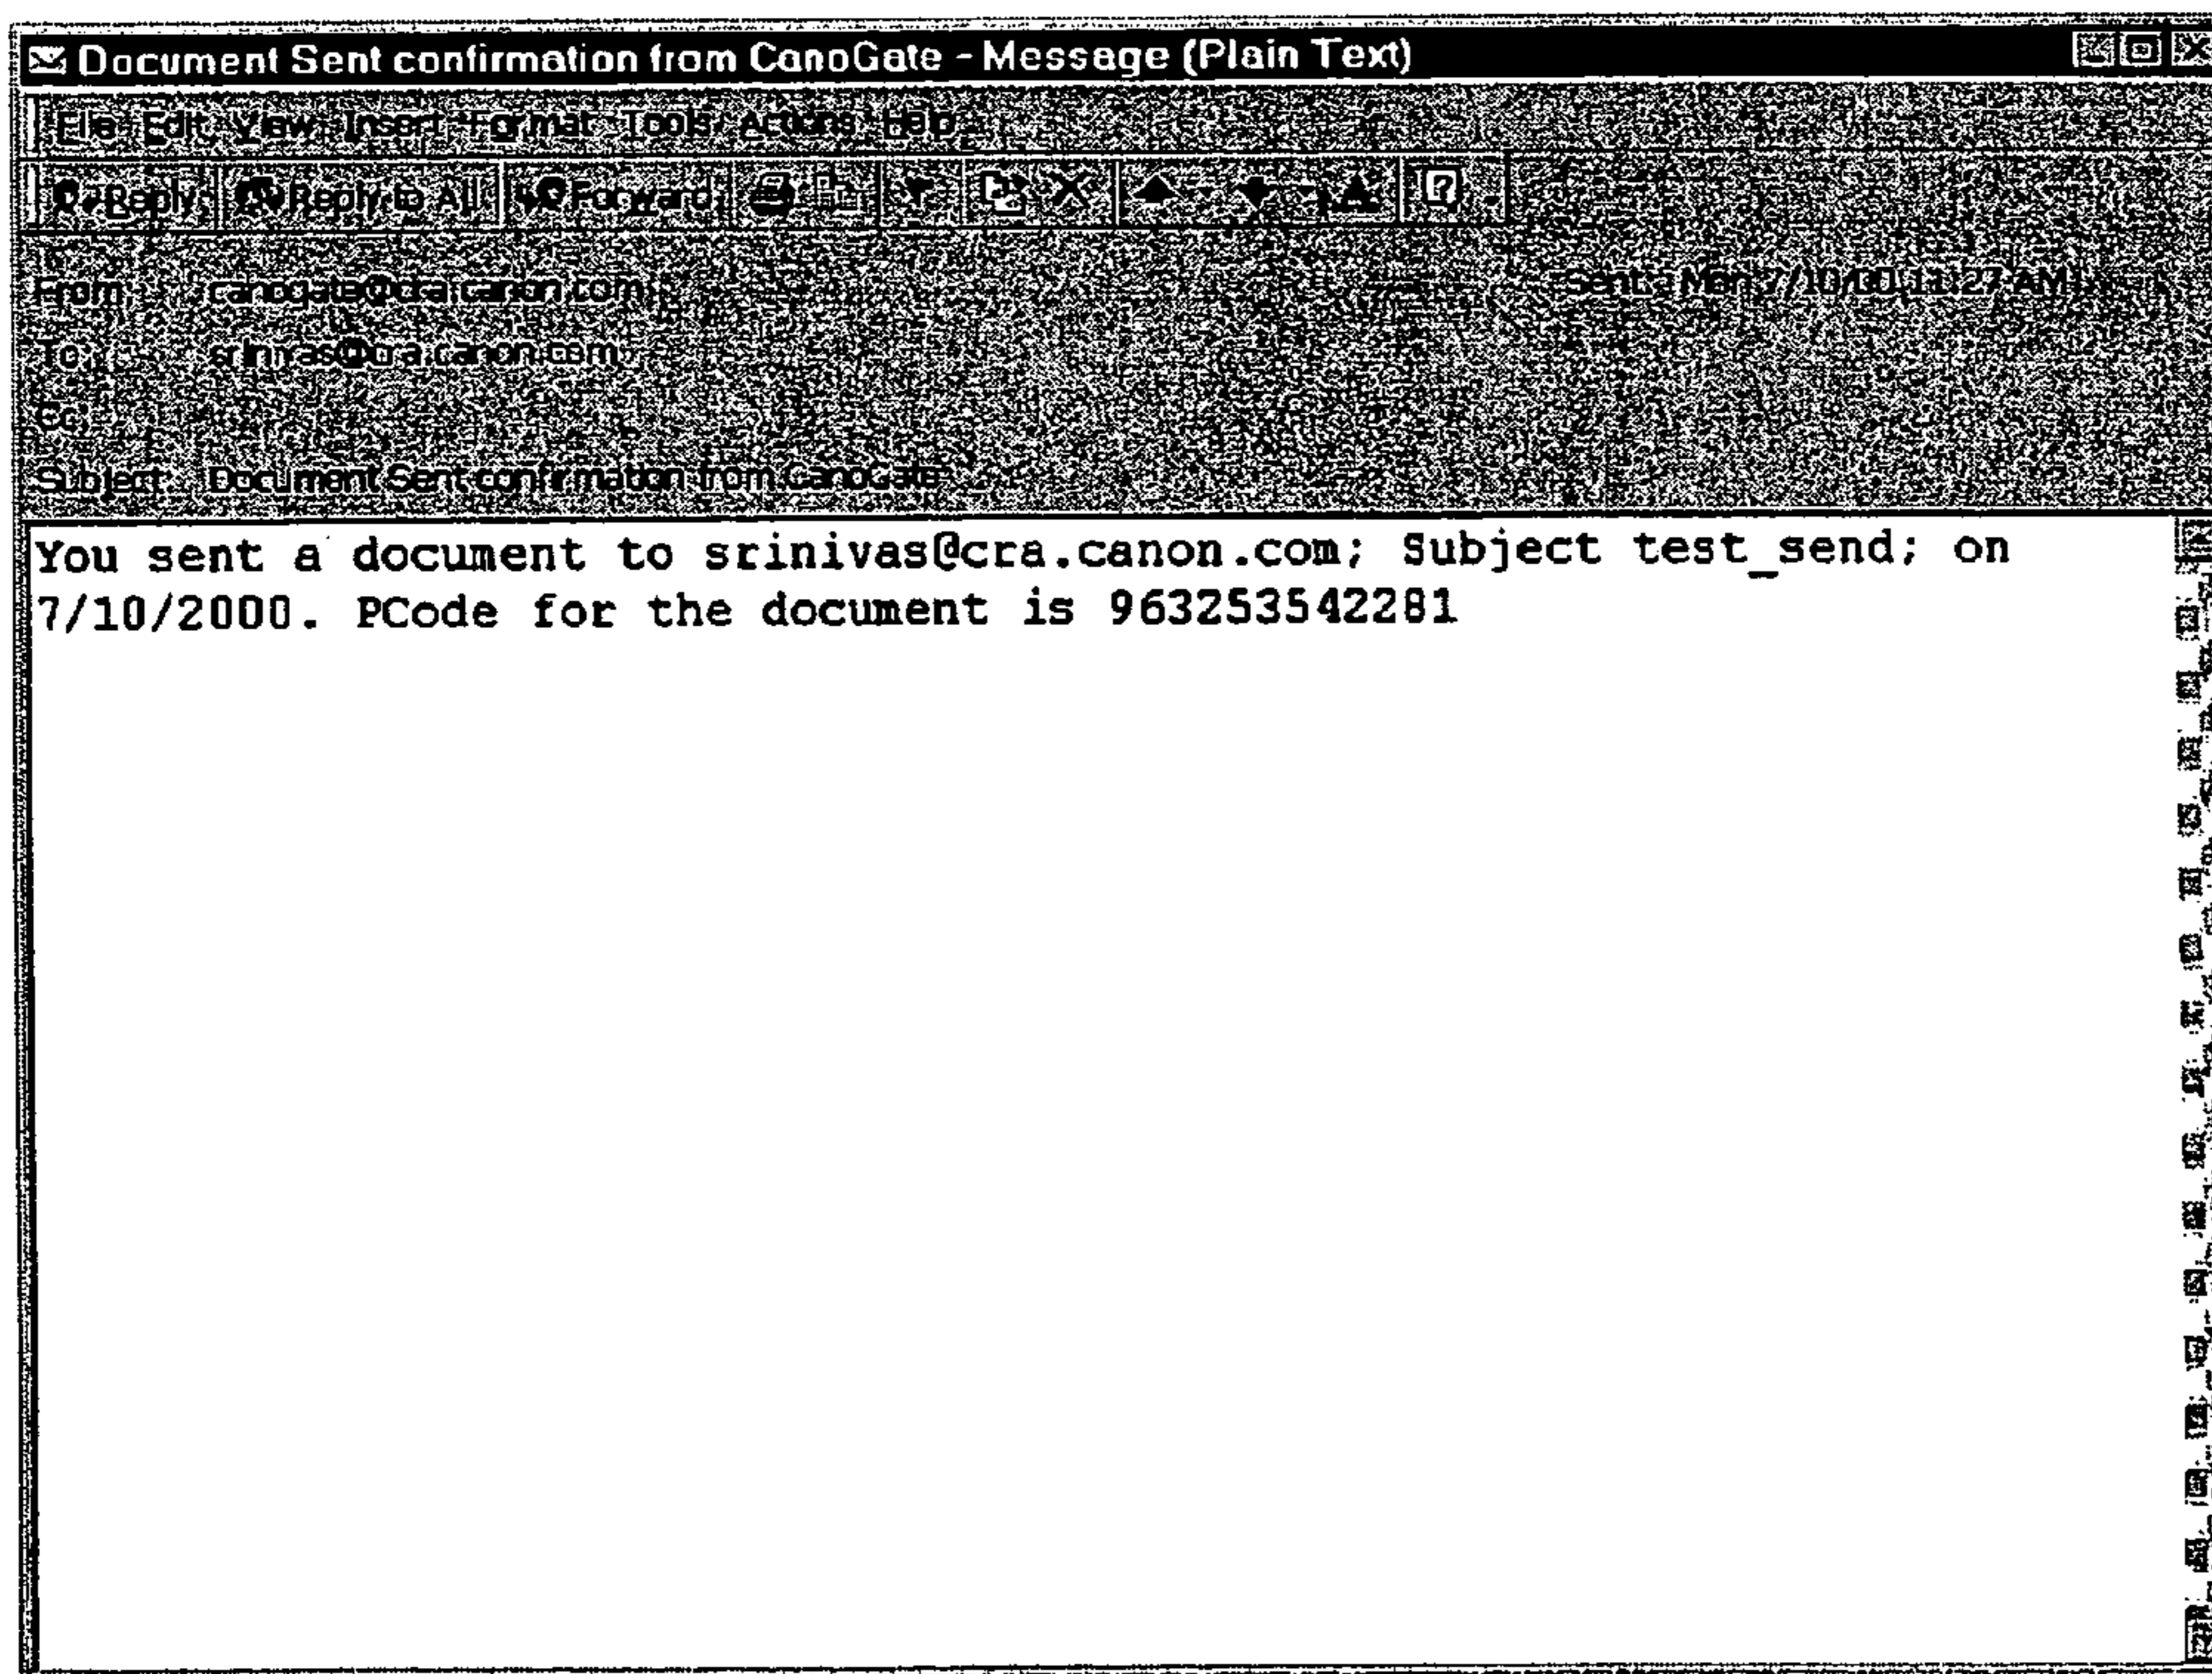 Document Sent confirmation from CanoGate - Message (Plain Text)
File Edit View Insert Format Tools Actions Help
Reply Reply to All Forward
From: canogate@cra.canon.com Sent: Mon 7/10/00 11:27 AM
To: srinivas@cra.canon.com
Cc:
Subject: Document Sent confirmation from CanoGate
You sent a document to srinivas@cra.canon.com; Subject test_send; on
7/10/2000. PCode for the document is 963253542281